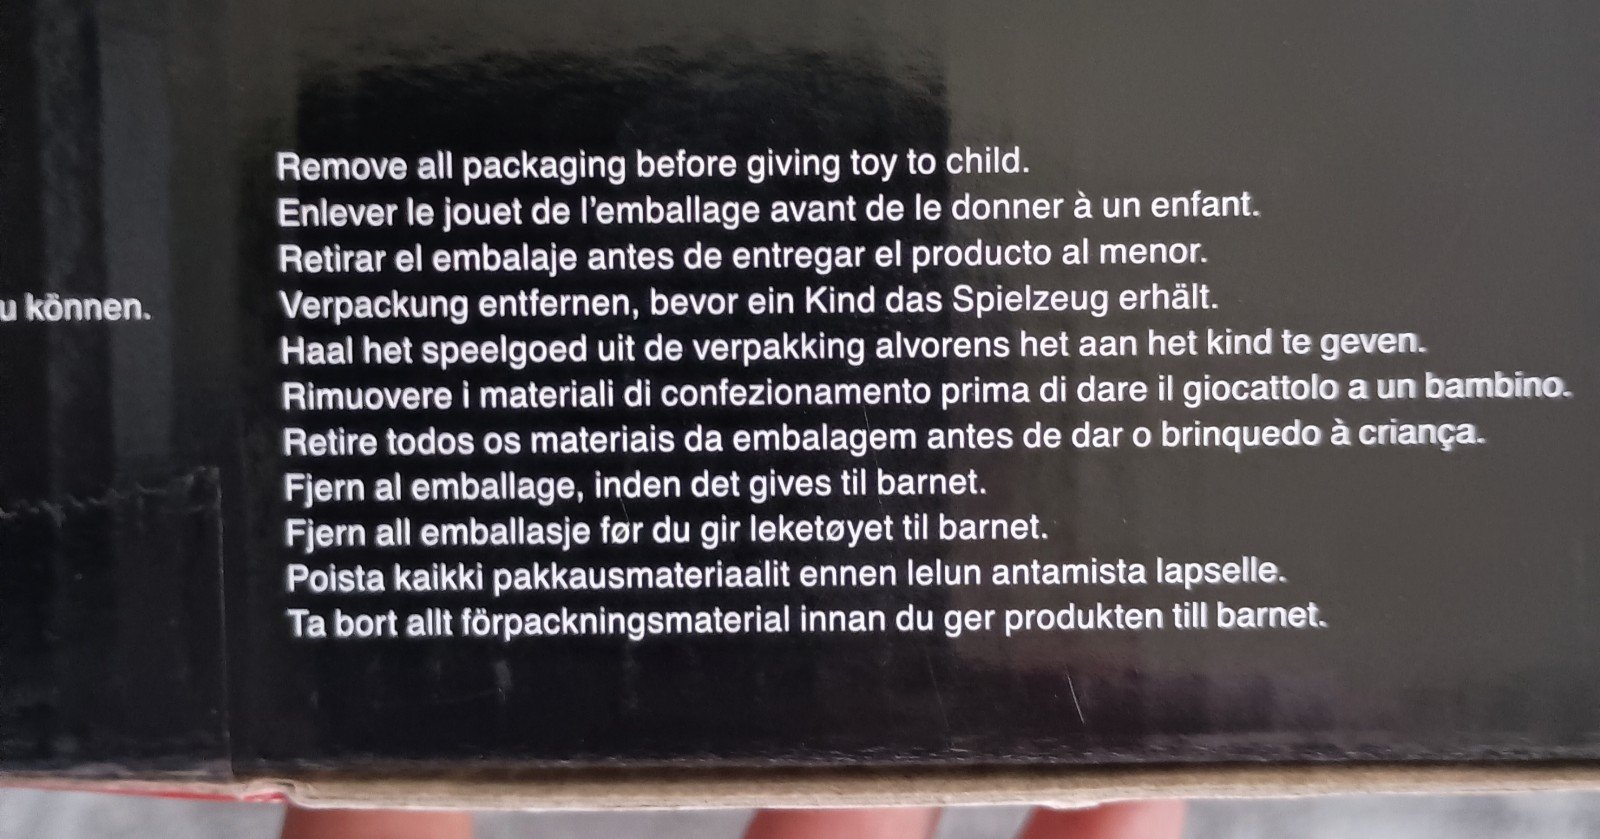 Remove all packaging before giving toy to child.
Enlever le jouet de l'emballage avant de le donner à un enfant.
Retirar el embalaje antes de entregar el producto al menor.
können.
Verpackung entfernen, bevor ein Kind das Spielzeug erhält.
Haal het speelgoed uit de verpakking alvorens het aan het kind te geven.
Rimuovere i materiali di confezionamento prima di dare il giocattolo a un bambino.
Retire todos os materiais da embalagem antes de dar o brinquedo à criança.
Fjern al emballage, inden det gives til barnet.
Fjern all emballasje før du gir leketøyet til barnet.
Poista kaikki pakkausmateriaalit ennen lelun antamista lapselle.
Ta bort allt förpackningsmaterial innan du ger produkten till barnet.